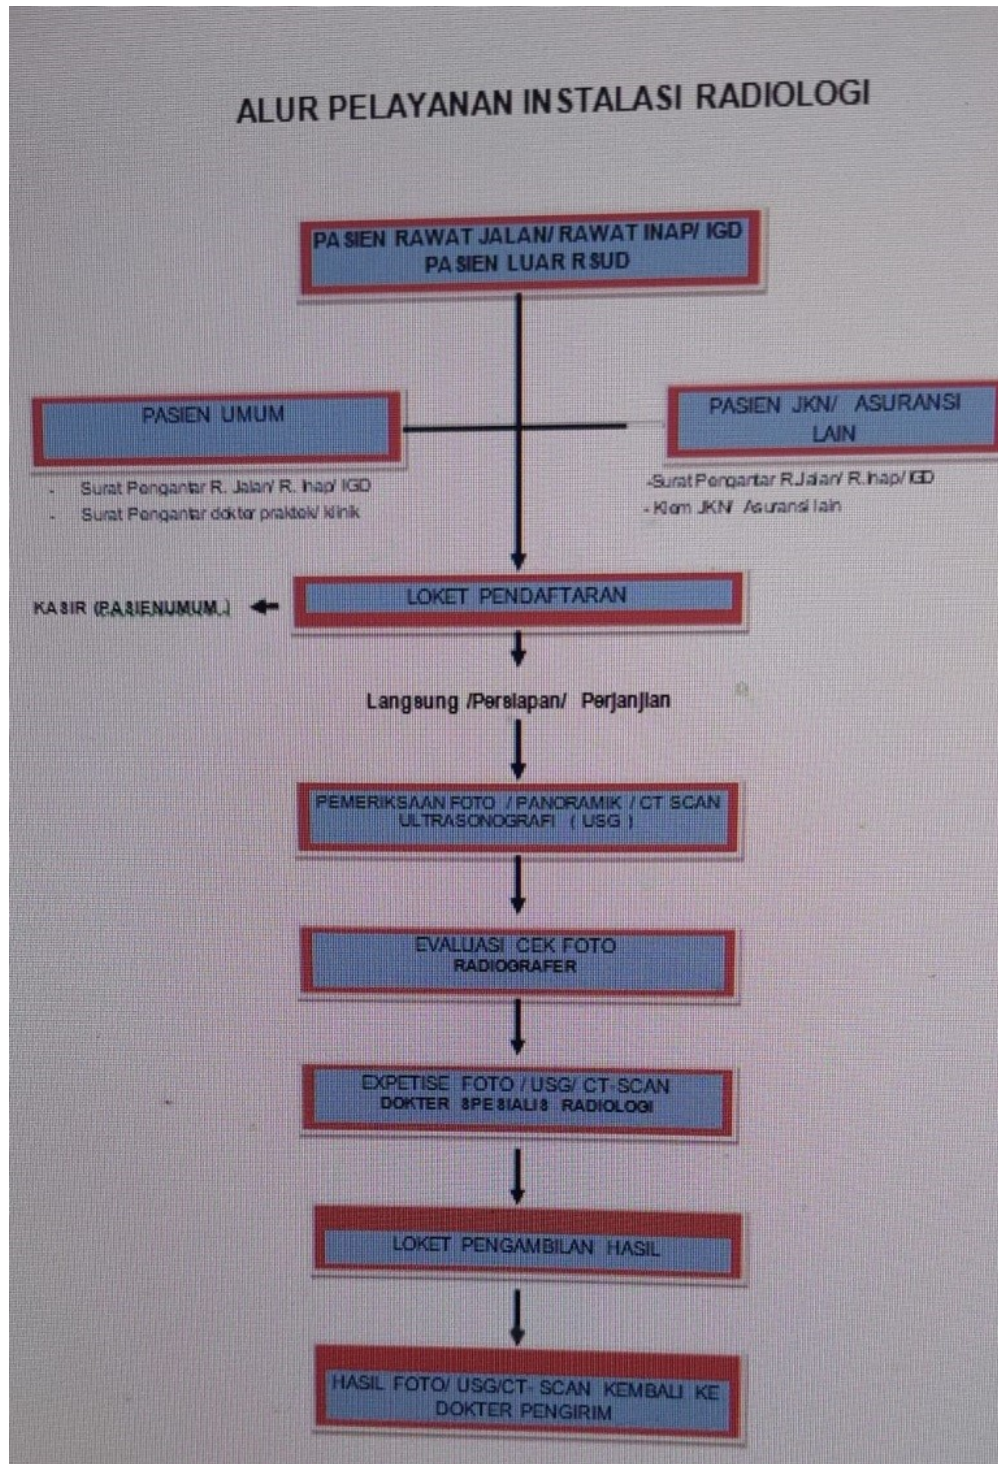 ALUR PELAYANAN INSTALASI RADIOLOGI
PASIEN RAWAT JALAN/ RAWAT INAP/ IGD
PASIEN LUAR RSUD
PASIEN UMUM
- Surat Pengantar R. Jalan/ R. Inap/ IGD
- Surat Pengantar doktor praktek/ klinik
PASIEN JKN/ ASURANSI
LAIN
-Surat Pengantar R.Jalan/ R.Inap/ IGD
- Klem JKN/ Asuransi lain
LOKET PENDAFTARAN
KASIR (PASIENUMUM.)
Langsung /Persiapan/ Perjanjian
PEMERIKSAAN FOTO / PANORAMIK / CT SCAN
ULTRASONOGRAFI ( USG )
EVALUASI CEK FOTO
RADIOGRAFER
EXPETISE FOTO / USG/ CT-SCAN
DOKTER SPESIALIS RADIOLOGI
LOKET PENGAMBILAN HASIL
HASIL FOTO/ USG/CT- SCAN KEMBALI KE
DOKTER PENGIRIM